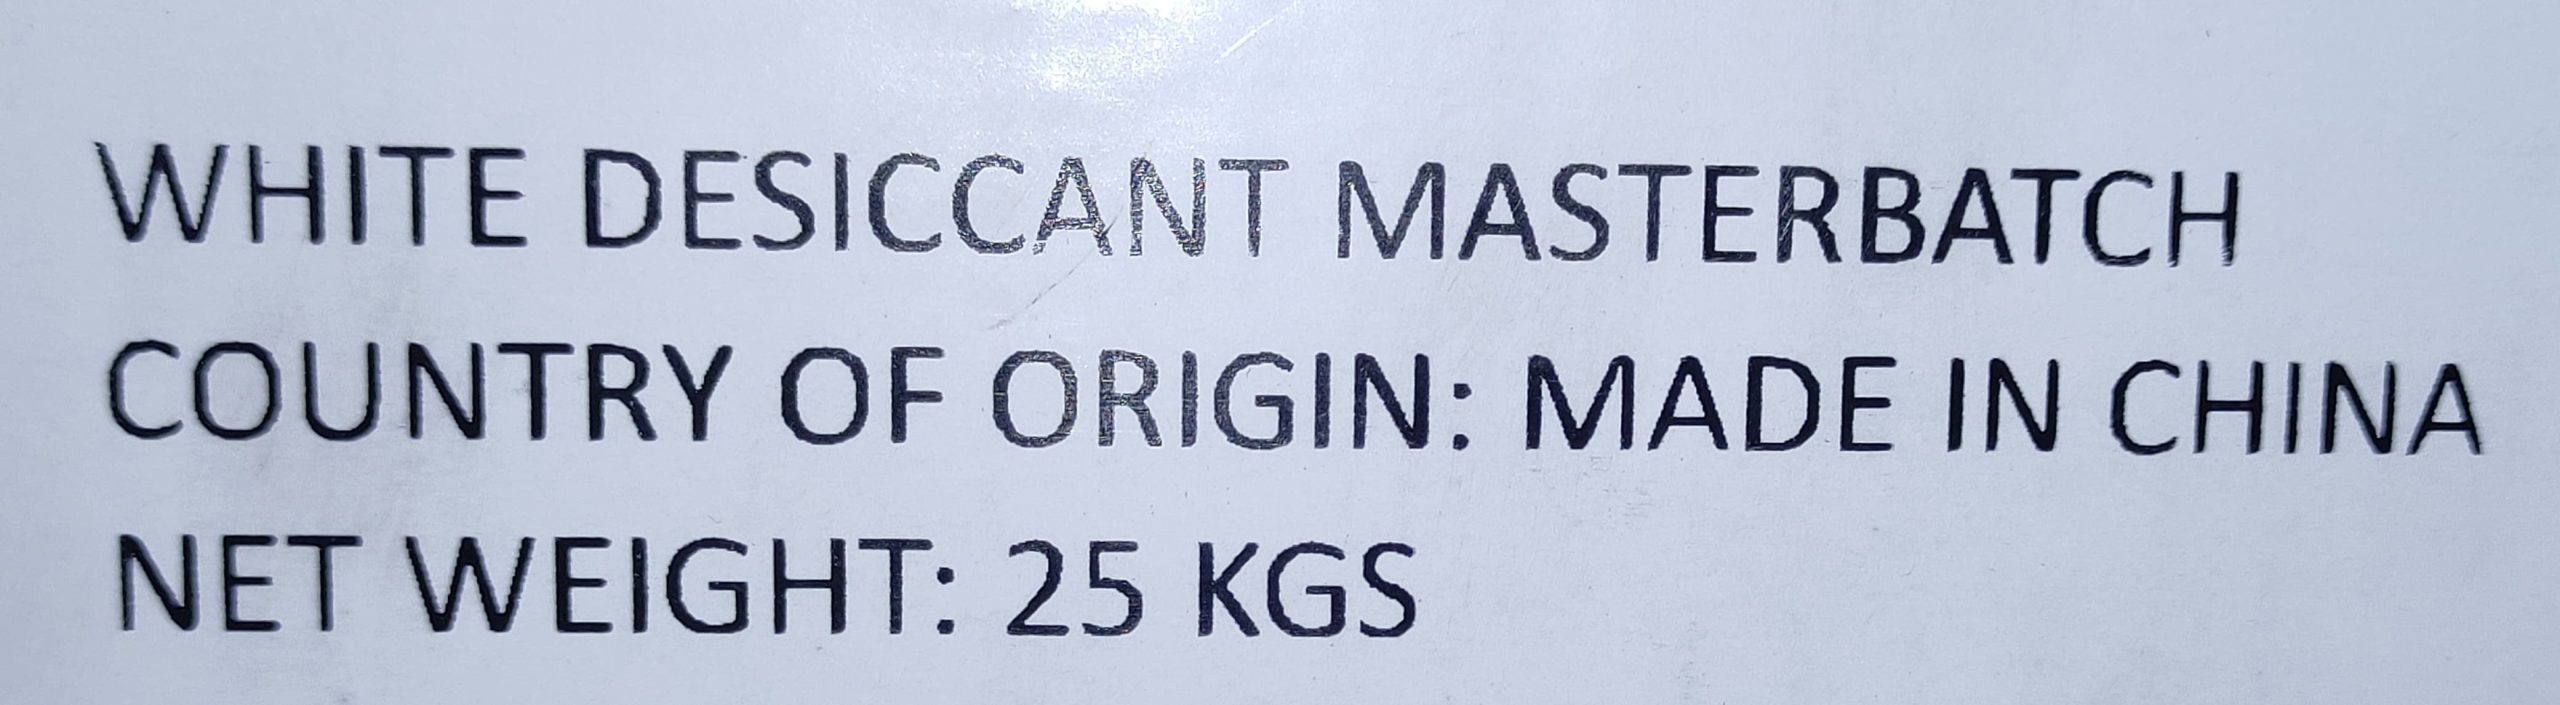 WHITE DESICCANT MASTERBATCH
COUNTRY OF ORIGIN: MADE IN CHINA
NET WEIGHT: 25 KGS